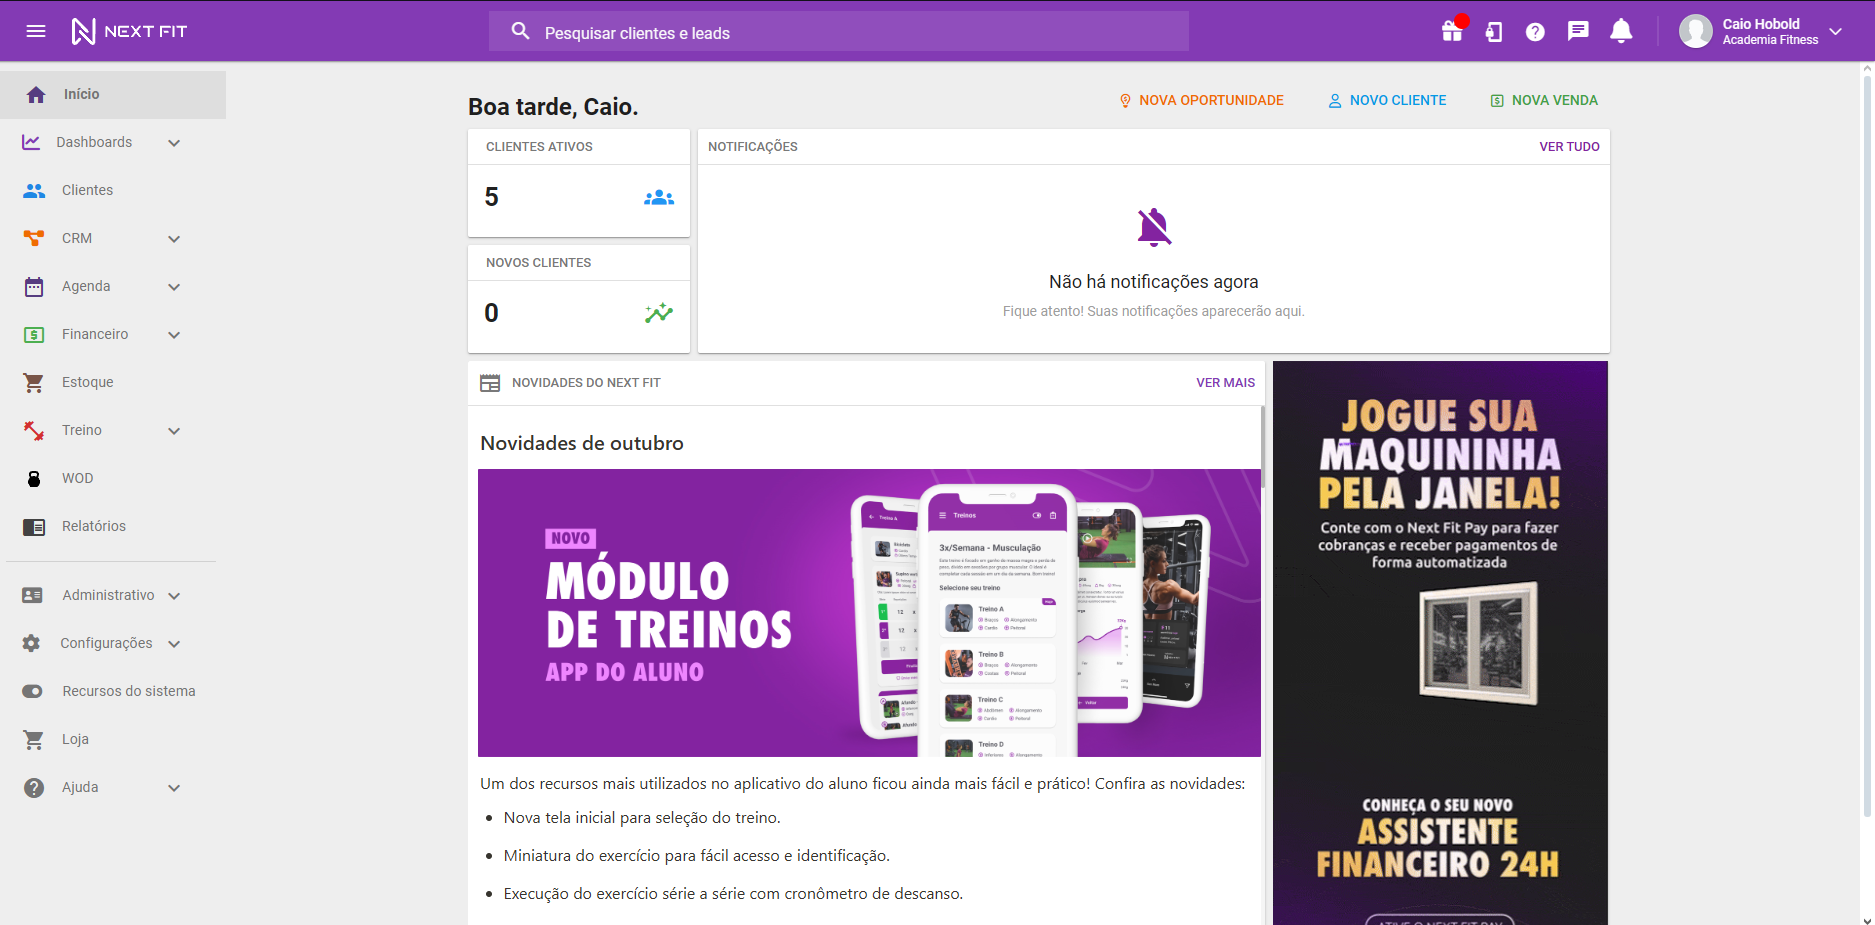 NEXT FIT
Pesquisar clientes e leads
Caio Hobold
Academia Fitness
Início
Dashboards
Clientes
CRM
Agenda
Financeiro
Estoque
Treino
WOD
Relatórios
Administrativo
Configurações
Recursos do sistema
Loja
Ajuda
Boa tarde, Caio.
NOVA OPORTUNIDADE
NOVO CLIENTE
NOVA VENDA
CLIENTES ATIVOS
5
NOVOS CLIENTES
0
NOTIFICAÇÕES
VER TUDO
Não há notificações agora
Fique atento! Suas notificações aparecerão aqui.
NOVIDADES DO NEXT FIT
VER MAIS
Novidades de outubro
NOVO
MÓDULO
DE TREINOS
APP DO ALUNO
Treino A
Treinos
3x/Semana - Musculação
Selecione seu treino
Treino A
Treino B
Treino C
Treino D
Um dos recursos mais utilizados no aplicativo do aluno ficou ainda mais fácil e prático! Confira as novidades:
Nova tela inicial para seleção do treino.
Miniatura do exercício para fácil acesso e identificação.
Execução do exercício série a série com cronômetro de descanso.
JOGUE SUA
MAQUININHA
PELA JANELA!
Conte com o Next Fit Pay para fazer
cobranças e receber pagamentos de
forma automatizada
CONHEÇA O SEU NOVO
ASSISTENTE
FINANCEIRO 24H
ATIVE O NEXT FIT PAY